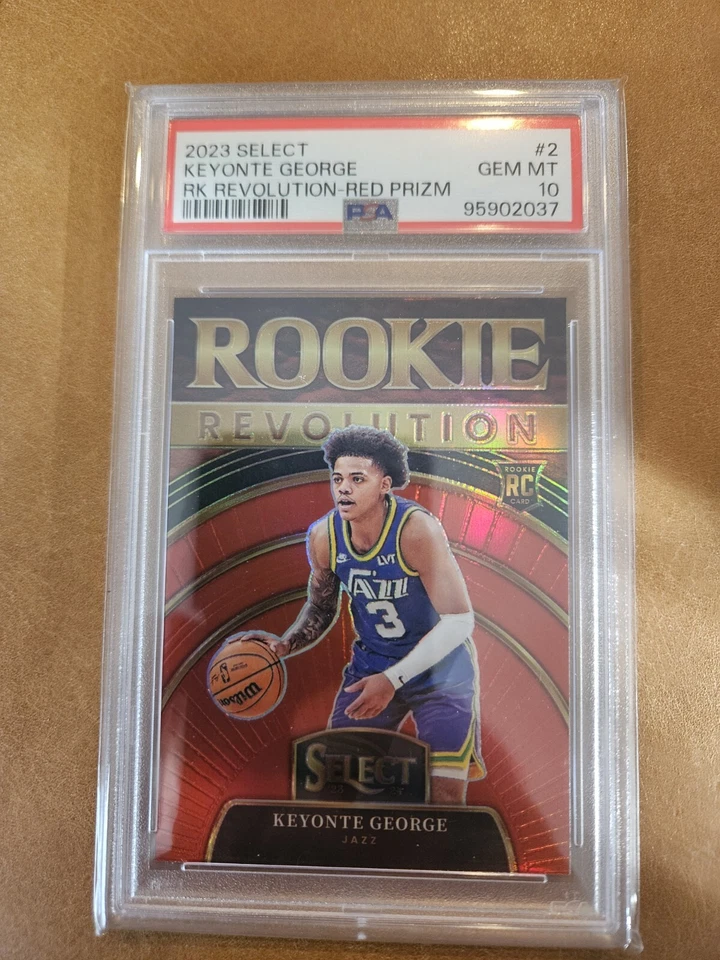 2023 SELECT #2
KEYONTE GEORGE GEM MT
RK REVOLUTION-RED PRIZM 10
PSA 95902037
ROOKIE
REVOLUTION
ROOKIE
RC
CARD
LVT
JAZZ
3
Wilson
SELECT
KEYONTE GEORGE
JAZZ